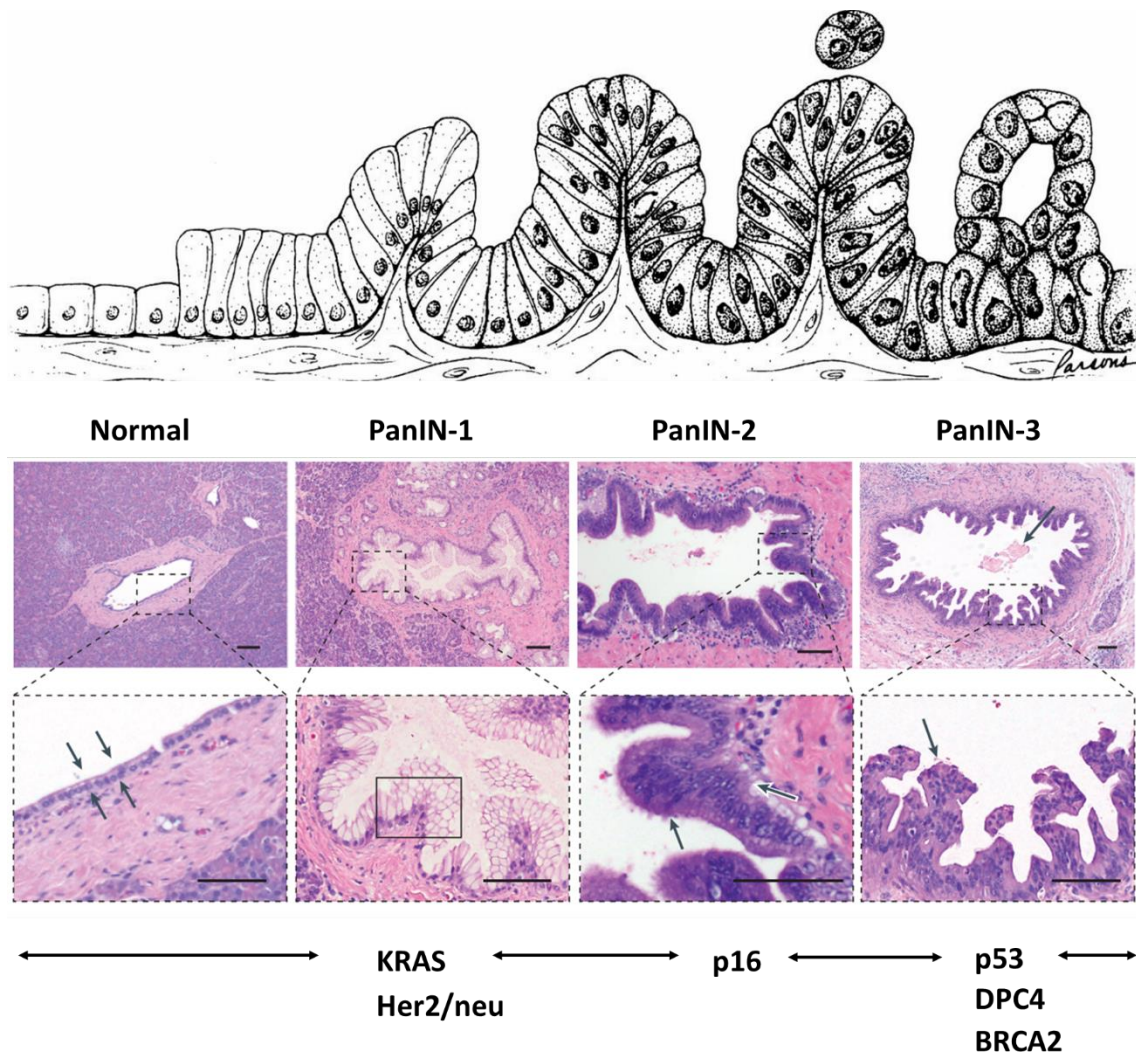 Parsons
Normal PanIN-1 PanIN-2 PanIN-3
KRAS p16 p53
Her2/neu DPC4
BRCA2